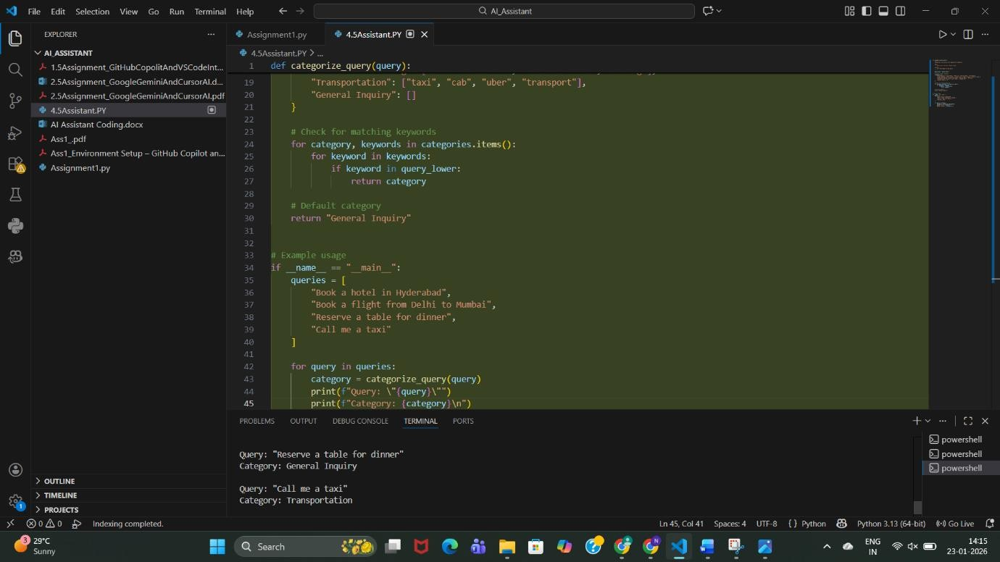 File Edit Selection View Go Run Terminal Help
AI_Assistant
EXPLORER
AI_ASSISTANT
1.5Assignment_GitHubCopolitAndVSCodeInt...
2.5Assignment_GoogleGeminiAndCursorAI.d...
2.5Assignment_GoogleGeminiAndCursorAI.pdf
4.5Assistant.PY
AI Assistant Coding.docx
Ass1_.pdf
Ass1_Environment Setup – GitHub Copilot an...
Assignment1.py
OUTLINE
TIMELINE
PROJECTS
Assignment1.py 4.5Assistant.PY
4.5Assistant.PY > ...
1 def categorize_query(query):
19 "Transportation": ["taxi", "cab", "uber", "transport"],
20 "General Inquiry": []
21 }
22
23 # Check for matching keywords
24 for category, keywords in categories.items():
25 for keyword in keywords:
26 if keyword in query_lower:
27 return category
28
29 # Default category
30 return "General Inquiry"
31
32
33 # Example usage
34 if __name__ == "__main__":
35 queries = [
36 "Book a hotel in Hyderabad",
37 "Book a flight from Delhi to Mumbai",
38 "Reserve a table for dinner",
39 "Call me a taxi"
40 ]
41
42 for query in queries:
43 category = categorize_query(query)
44 print(f"Query: \"{query}\"")
45 print(f"Category: {category}\n")
PROBLEMS OUTPUT DEBUG CONSOLE TERMINAL PORTS
Query: "Reserve a table for dinner"
Category: General Inquiry
Query: "Call me a taxi"
Category: Transportation
powershell
powershell
powershell
0 0 Indexing completed. Ln 45, Col 41 Spaces: 4 UTF-8 {} Python Python 3.13 (64-bit) Go Live
3 29°C
Sunny
Search
ENG
IN
14:15
23-01-2026